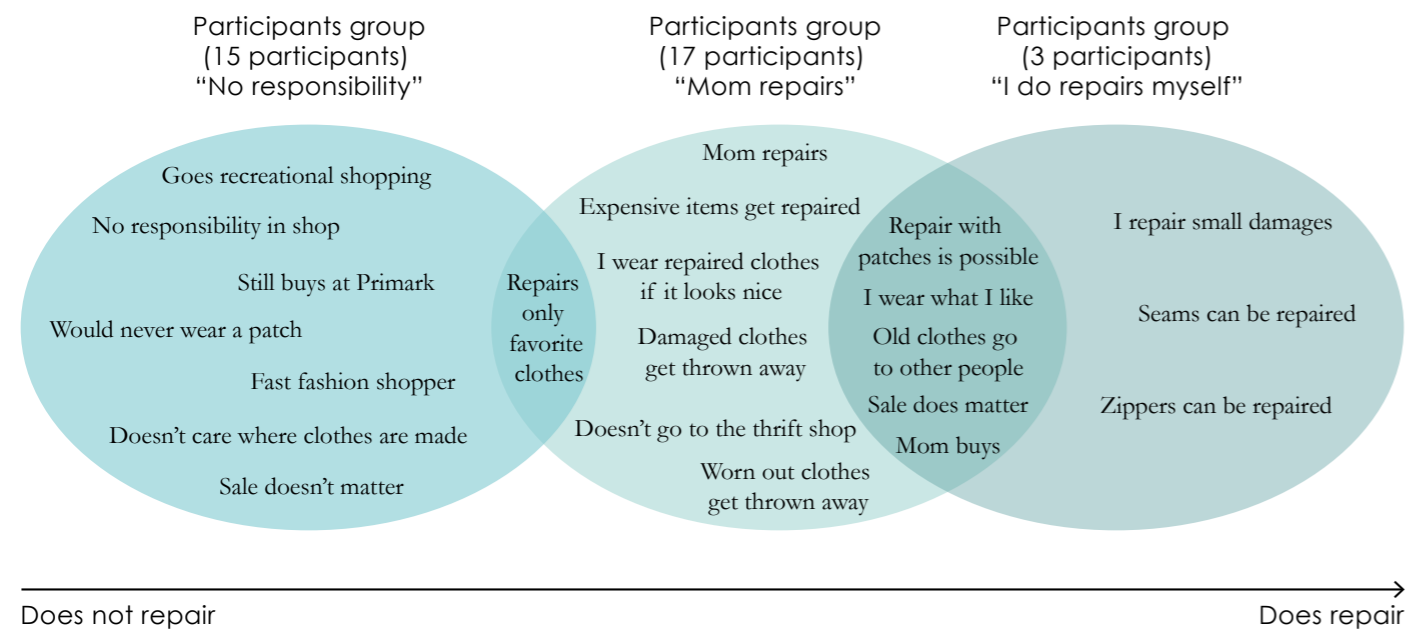 Participants group
(15 participants)
“No responsibility”
Participants group
(17 participants)
“Mom repairs”
Participants group
(3 participants)
“I do repairs myself”
Goes recreational shopping
No responsibility in shop
Still buys at Primark
Would never wear a patch
Fast fashion shopper
Doesn’t care where clothes are made
Sale doesn’t matter
Repairs
only
favorite
clothes
Mom repairs
Expensive items get repaired
I wear repaired clothes
if it looks nice
Damaged clothes
get thrown away
Doesn’t go to the thrift shop
Worn out clothes
get thrown away
Repair with
patches is possible
I wear what I like
Old clothes go
to other people
Sale does matter
Mom buys
I repair small damages
Seams can be repaired
Zippers can be repaired
Does not repair
Does repair